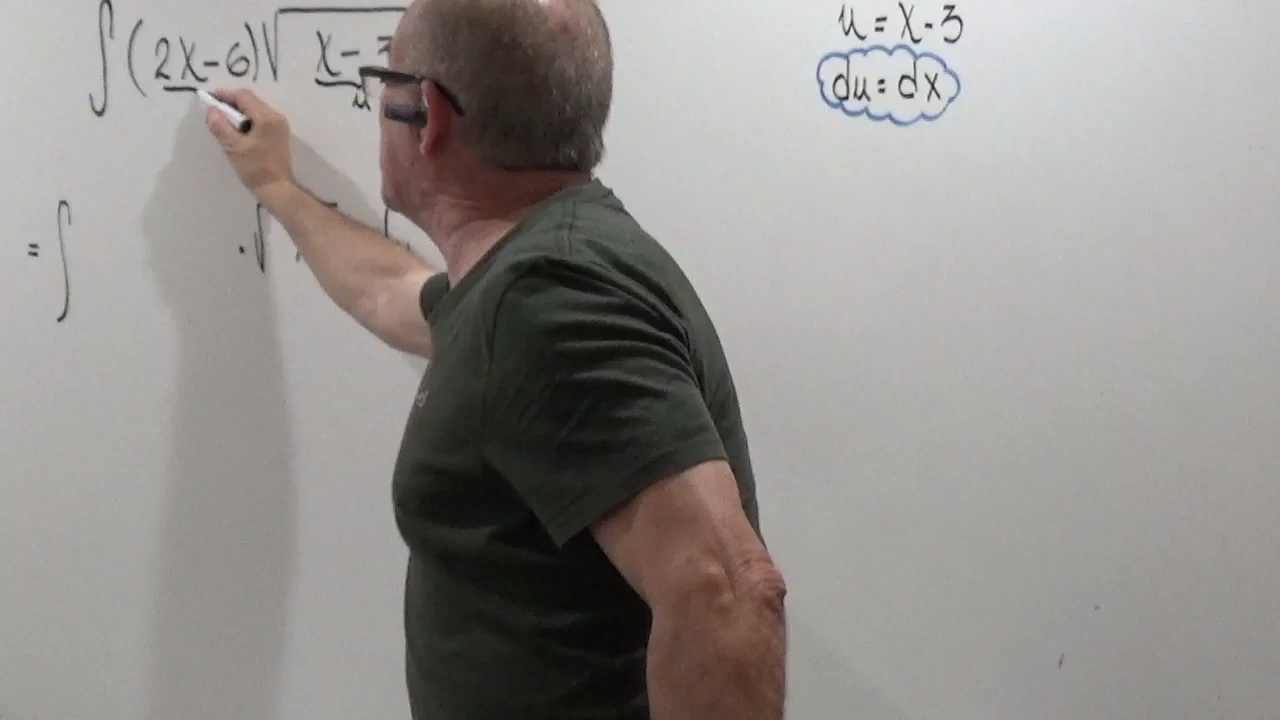 ∫(2x-6)√x-3
u
u = x-3
du = dx
= ∫ · √